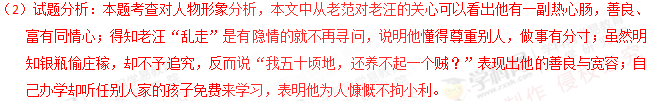 （2）试题分析：本题考查对人物形象分析，本文中从老范对老汪的关心可以看出他有一副热心肠，善良、
富有同情心；得知老汪“乱走”是有隐情的就不再寻问，说明他懂得尊重别人，做事有分寸；虽然明
知银瓶偷庄稼，却不予追究，反而说“我五十顷地，还养不起一个贼？”表现出他的善良与宽容；自
己办学却听任别人家的孩子免费来学习，表明他为人慷慨不拘小利。